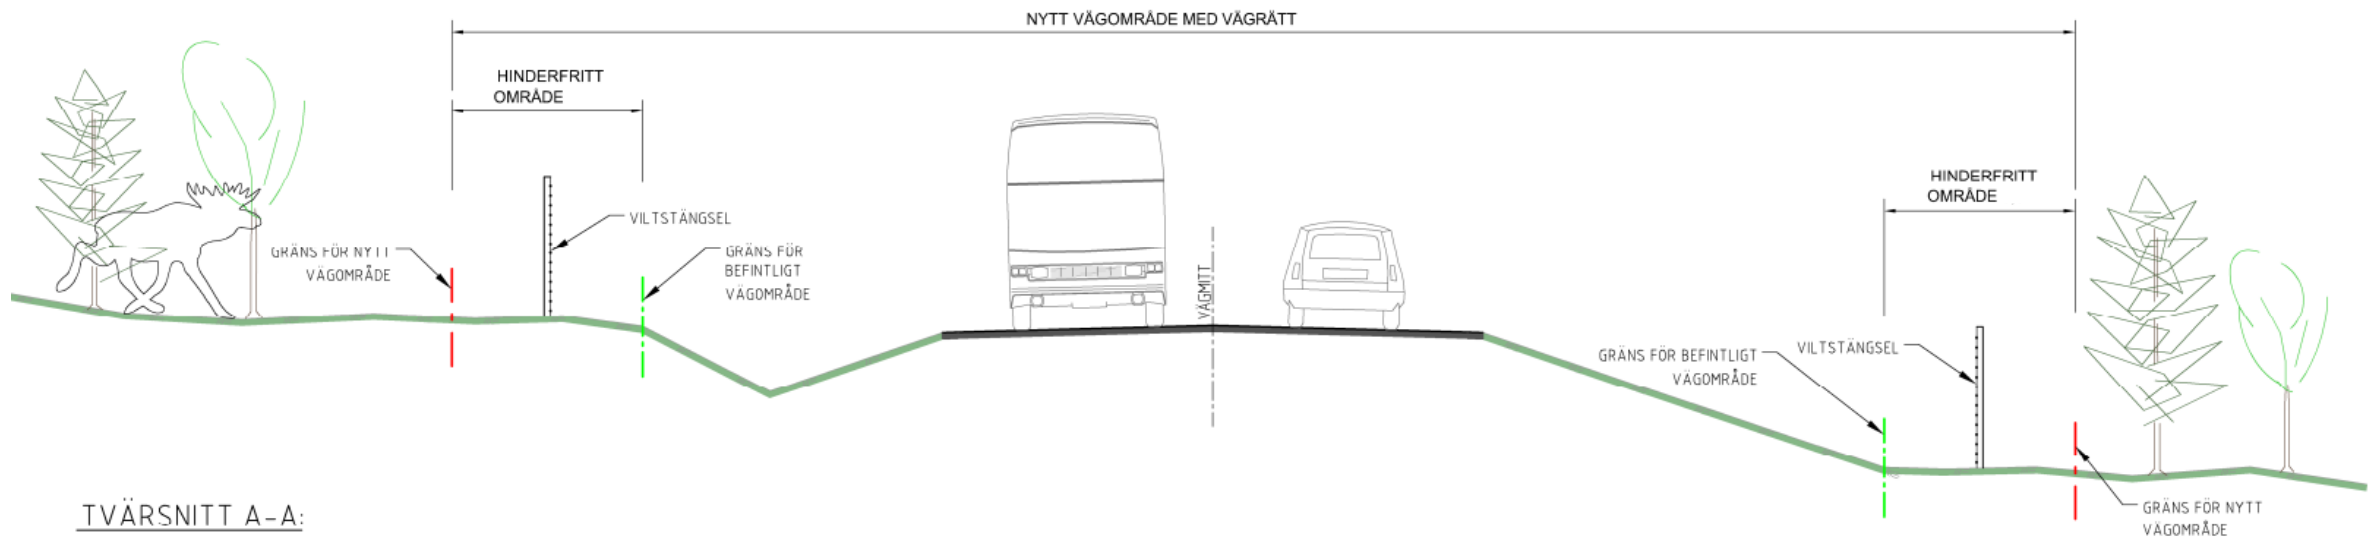 NYTT VÄGOMRÅDE MED VÄGRÄTT
HINDERFRITT
OMRÅDE
VILTSTÄNGSEL
GRÄNS FÖR NYTT
VÄGOMRÅDE
GRÄNS FÖR
BEFINTLIGT
VÄGOMRÅDE
VÄGMITT
HINDERFRITT
OMRÅDE
GRÄNS FÖR BEFINTLIGT
VÄGOMRÅDE
VILTSTÄNGSEL
GRÄNS FÖR NYTT
VÄGOMRÅDE
TVÄRSNITT A-A: